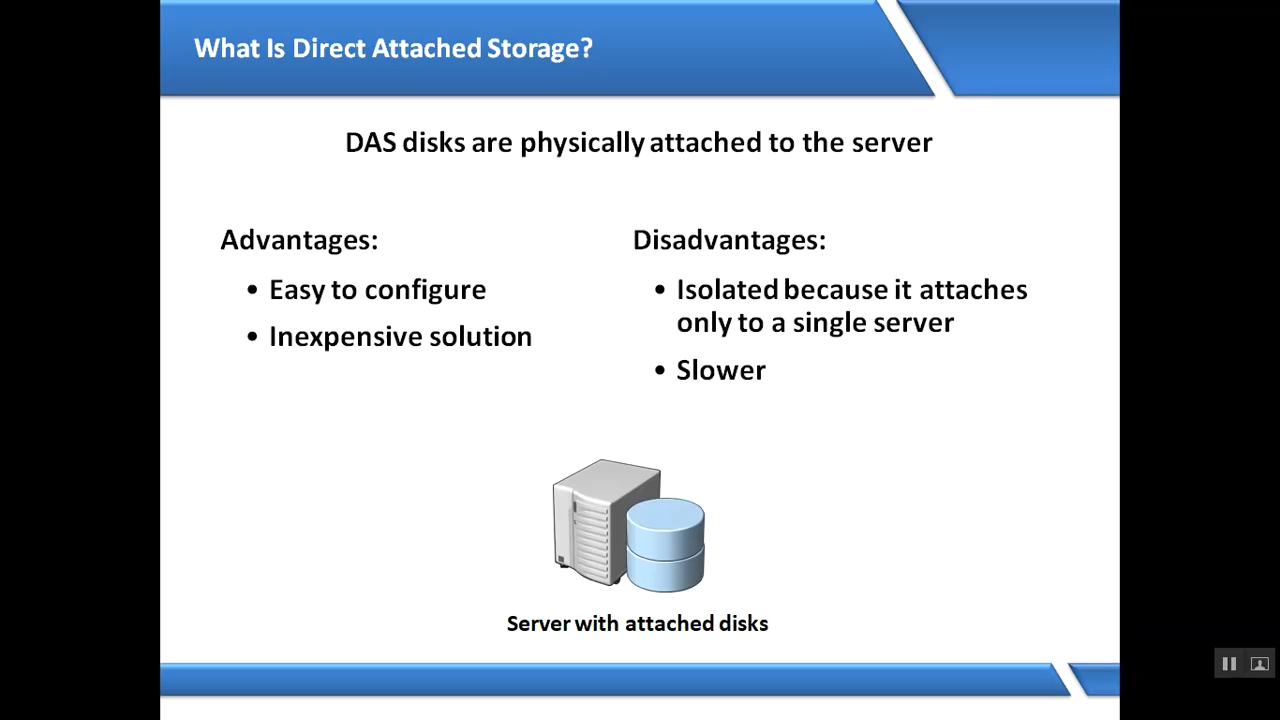 What Is Direct Attached Storage?
DAS disks are physically attached to the server
Advantages:
• Easy to configure
• Inexpensive solution
Disadvantages:
• Isolated because it attaches
only to a single server
• Slower
Server with attached disks